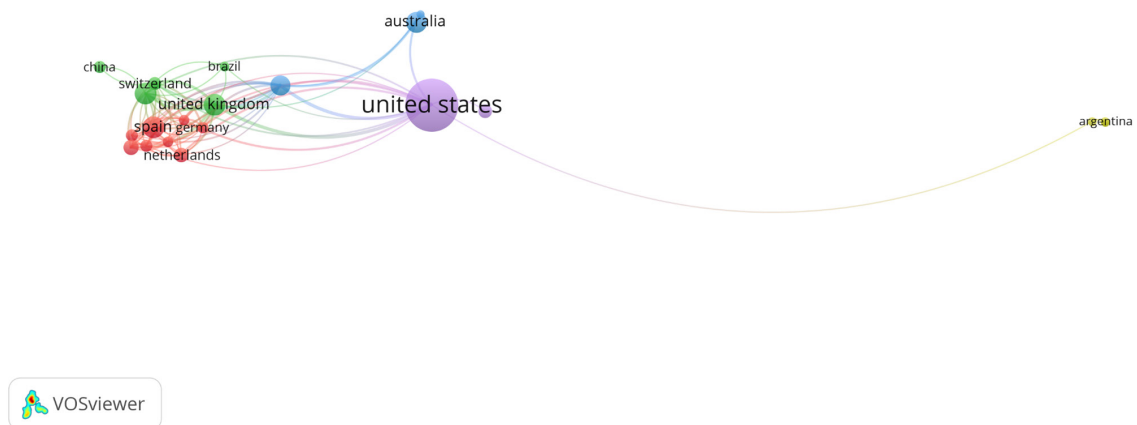 australia
china
brazil
switzerland
united kingdom
united states
argentina
spain
germany
netherlands
VOSviewer